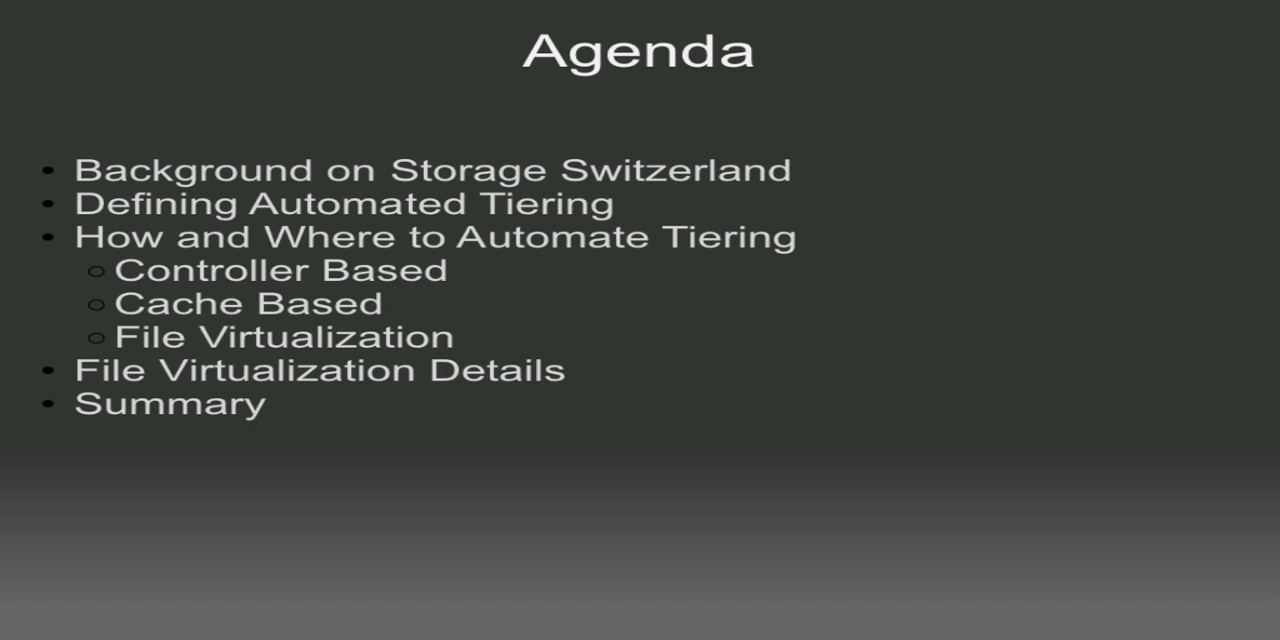 Agenda
• Background on Storage Switzerland
• Defining Automated Tiering
• How and Where to Automate Tiering
○ Controller Based
○ Cache Based
○ File Virtualization
• File Virtualization Details
• Summary